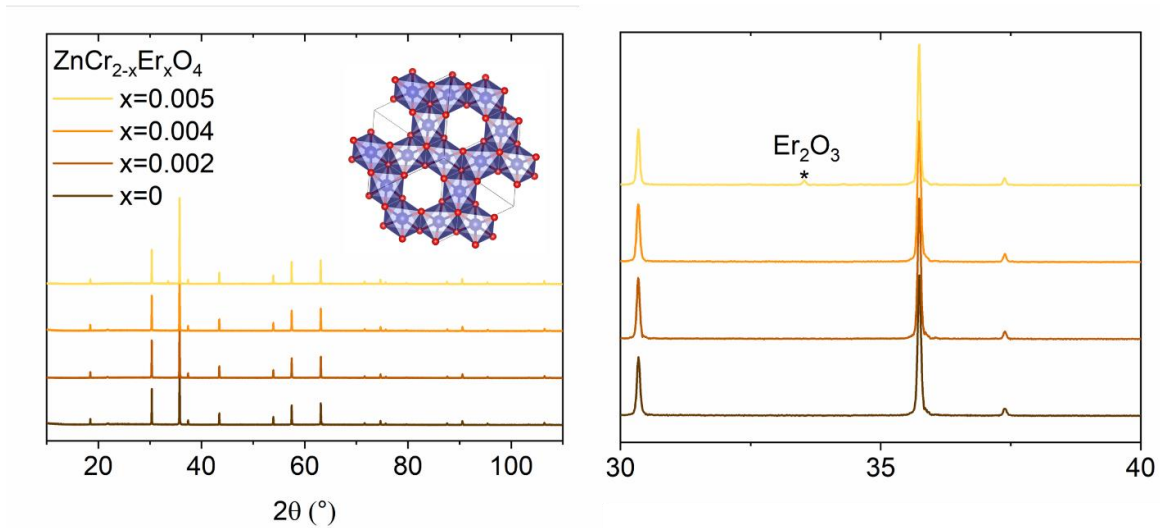 ZnCr₂₋ₓErₓO₄
x=0.005
x=0.004
x=0.002
x=0
20 40 60 80 100
2θ (°)
Er₂O₃
*
30 35 40